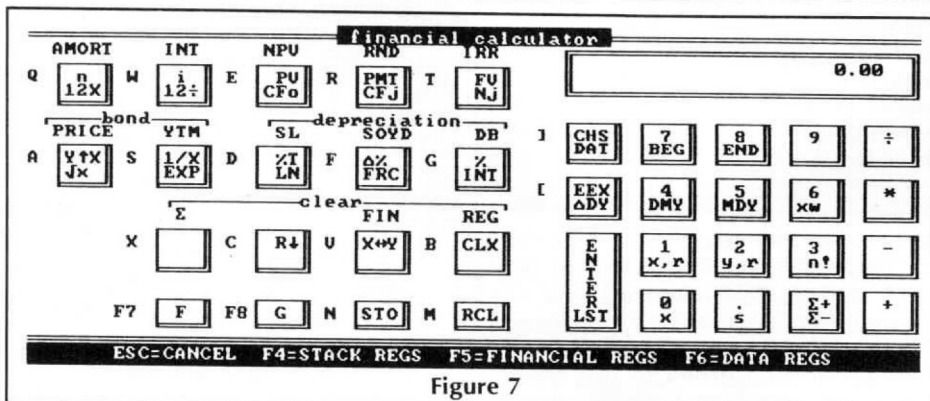 financial calculator
AMORT INT NPV RND IRR
Q n W i E PV R PMT T FV 0.00
12X 12÷ CFo CFj Nj
bond depreciation
PRICE YTM SL SOYD DB ] CHS 7 8 9 ÷
DAT BEG END
A Y↑X S 1/X D %T F Δ% G %
√x EXP LN FRC INT
clear [ EEX 4 5 6 *
ΔDY DMY MDY xw
Σ FIN REG
X C R↓ V X↔Y B CLX ENTER 1 2 3 -
x,r y,r n!
F7 F F8 G N STO M RCL LST 0 . Σ+ +
x s Σ-
ESC=CANCEL F4=STACK REGS F5=FINANCIAL REGS F6=DATA REGS
Figure 7